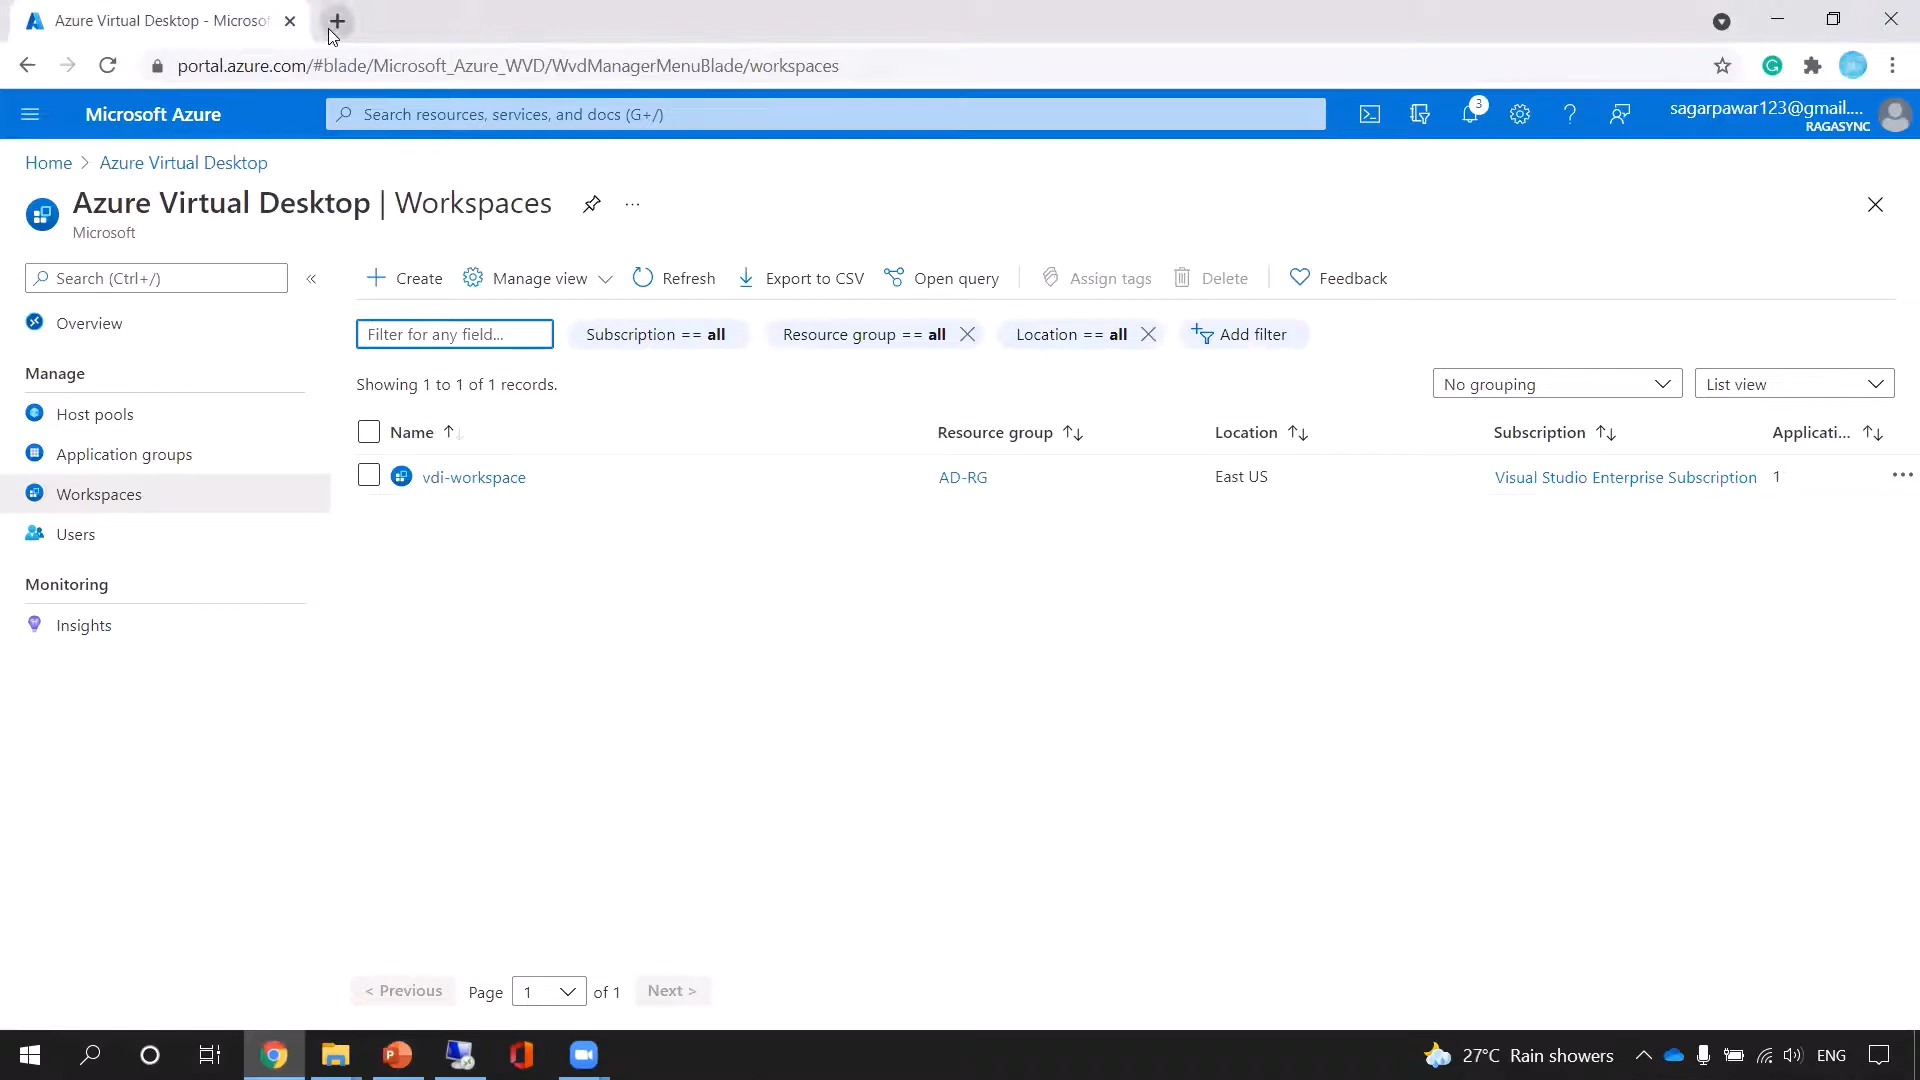 Azure Virtual Desktop - Microsof
portal.azure.com/#blade/Microsoft_Azure_WVD/WvdManagerMenuBlade/workspaces
Microsoft Azure
Search resources, services, and docs (G+/)
3
sagarpawar123@gmail....
RAGASYNC
Home > Azure Virtual Desktop
Azure Virtual Desktop | Workspaces ...
Microsoft
Search (Ctrl+/)
«
Create
Manage view
Refresh
Export to CSV
Open query
Assign tags
Delete
Feedback
Overview
Manage
Host pools
Application groups
Workspaces
Users
Monitoring
Insights
Filter for any field...
Subscription == all
Resource group == all
Location == all
Add filter
Showing 1 to 1 of 1 records.
No grouping
List view
Name
Resource group
Location
Subscription
Applicati...
vdi-workspace
AD-RG
East US
Visual Studio Enterprise Subscription
1
< Previous
Page 1 of 1
Next >
27°C Rain showers
ENG